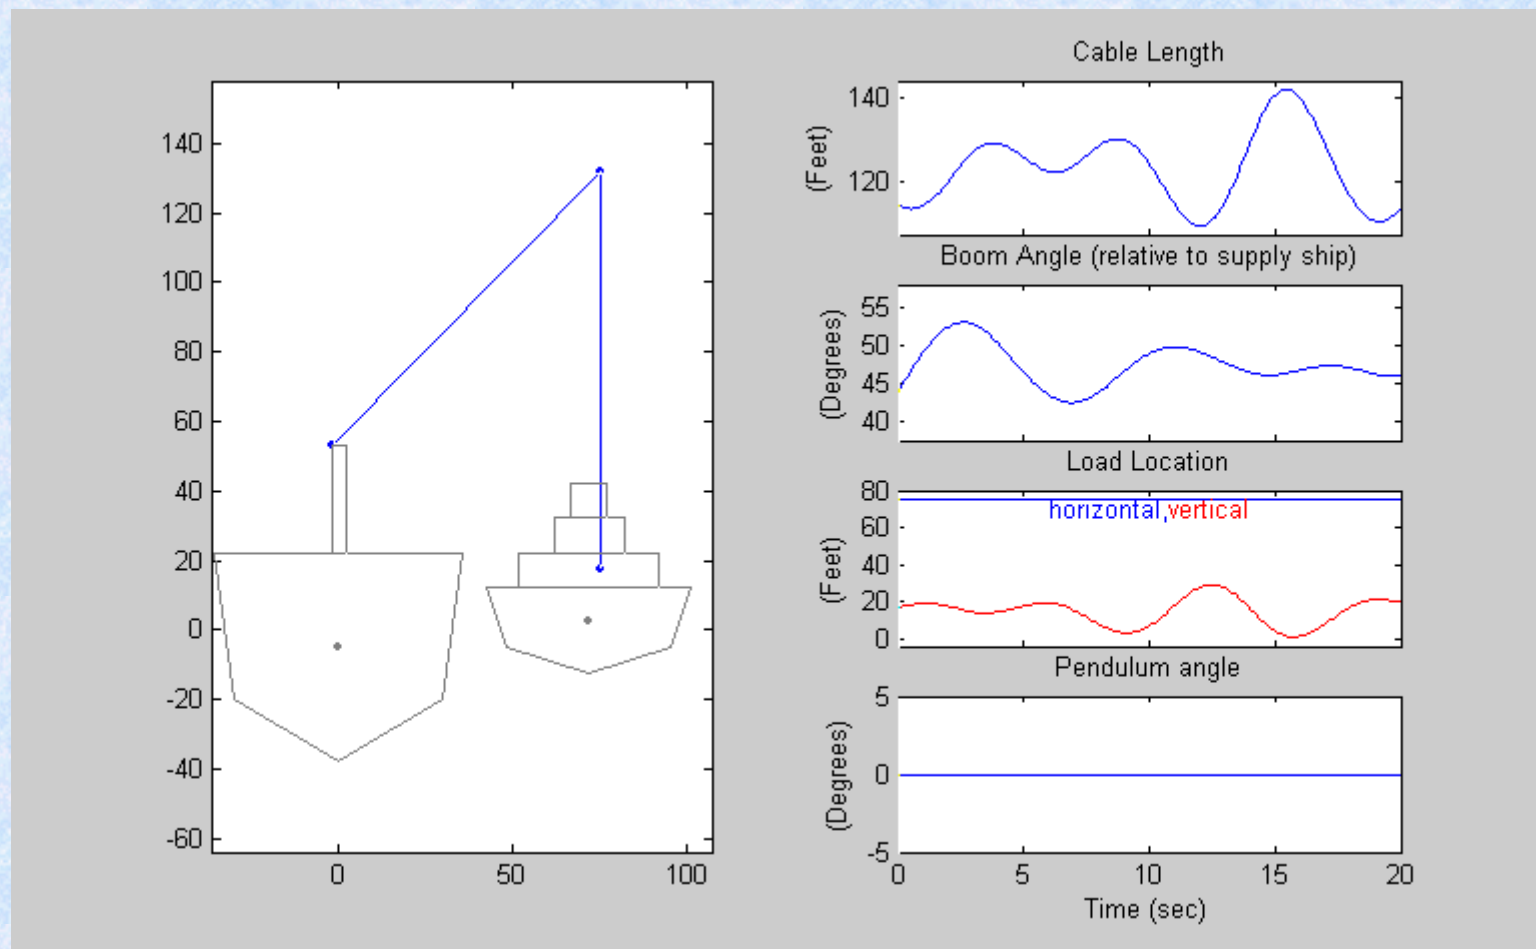 140
120
100
80
60
40
20
0
-20
-40
-60
0 50 100
Cable Length
(Feet)
140
120
Boom Angle (relative to supply ship)
(Degrees)
55
50
45
40
Load Location
(Feet)
80
60
40
20
0
horizontal,vertical
Pendulum angle
(Degrees)
5
0
-5
0 5 10 15 20
Time (sec)